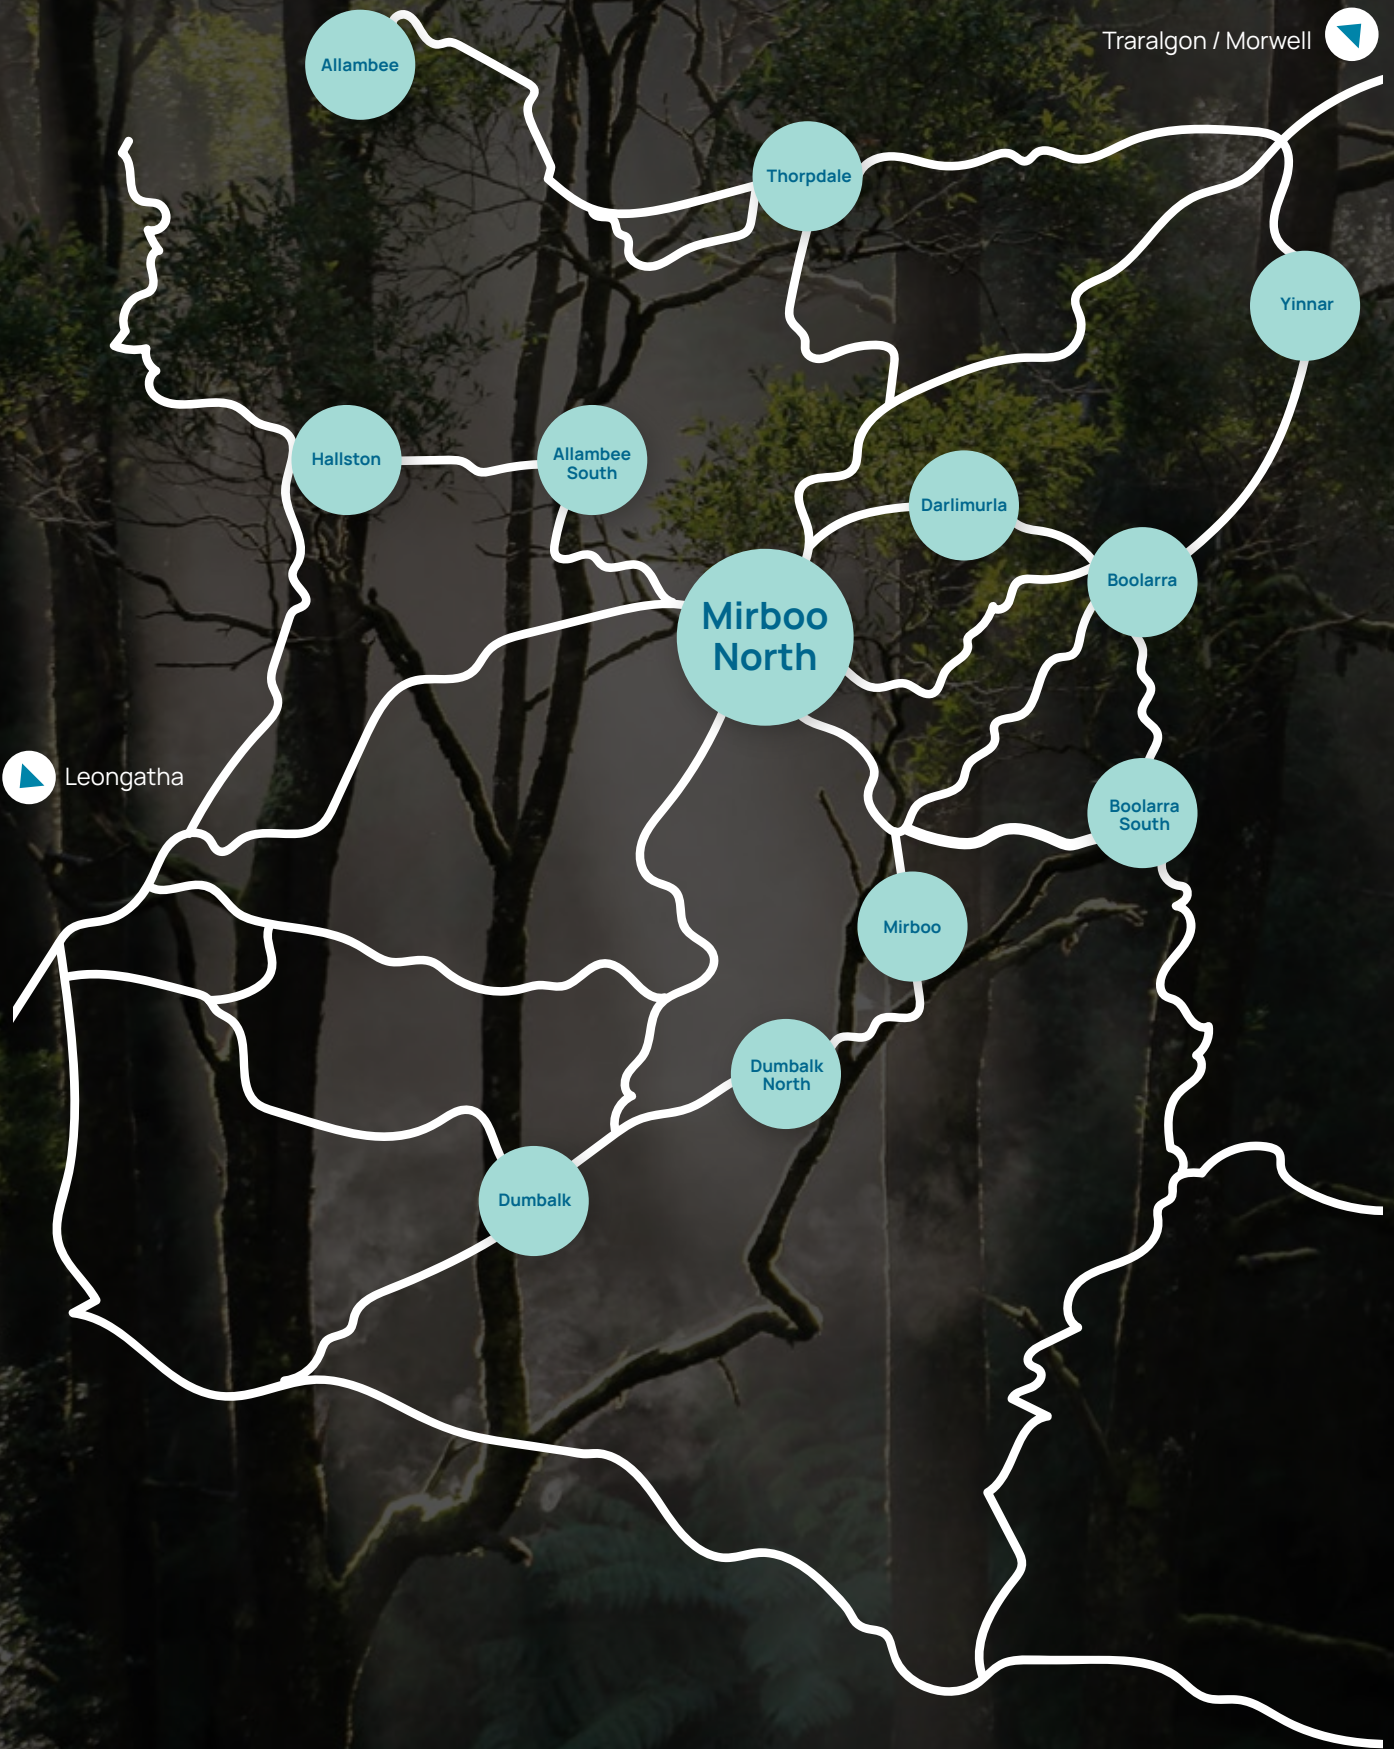 Traralgon / Morwell
Allambee
Thorpdale
Yinnar
Hallston
Allambee
South
Darlimurla
Boolarra
Mirboo
North
Leongatha
Boolarra
South
Mirboo
Dumbalk
North
Dumbalk